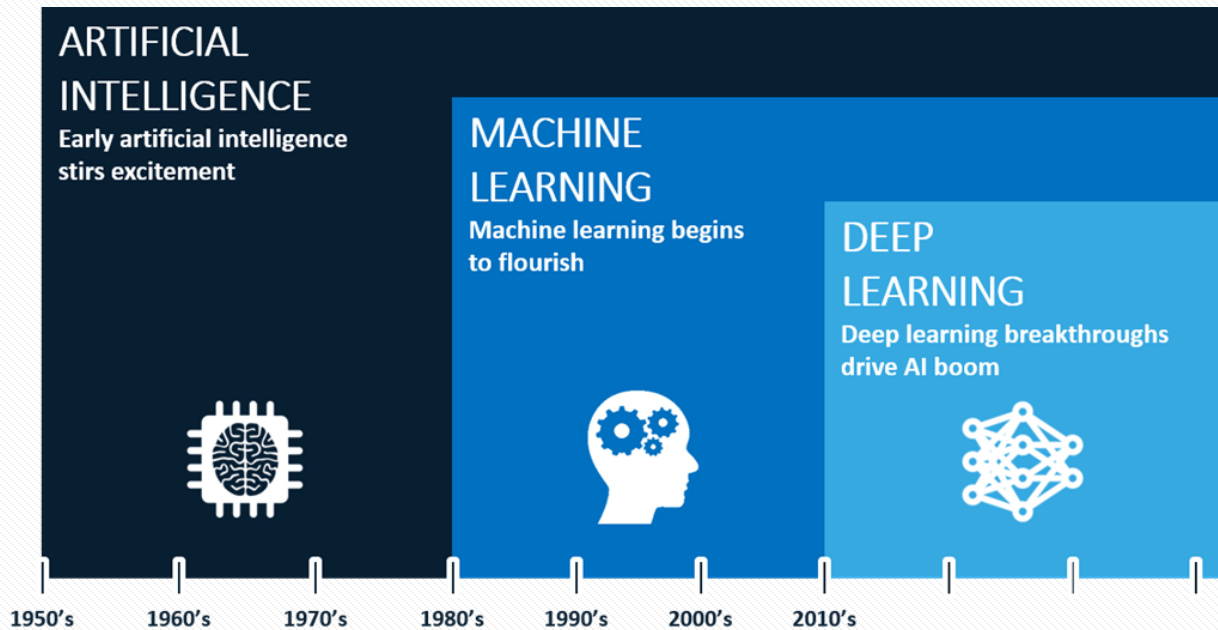 ARTIFICIAL
INTELLIGENCE
Early artificial intelligence
stirs excitement
MACHINE
LEARNING
Machine learning begins
to flourish
DEEP
LEARNING
Deep learning breakthroughs
drive AI boom
1950’s
1960’s
1970’s
1980’s
1990’s
2000’s
2010’s